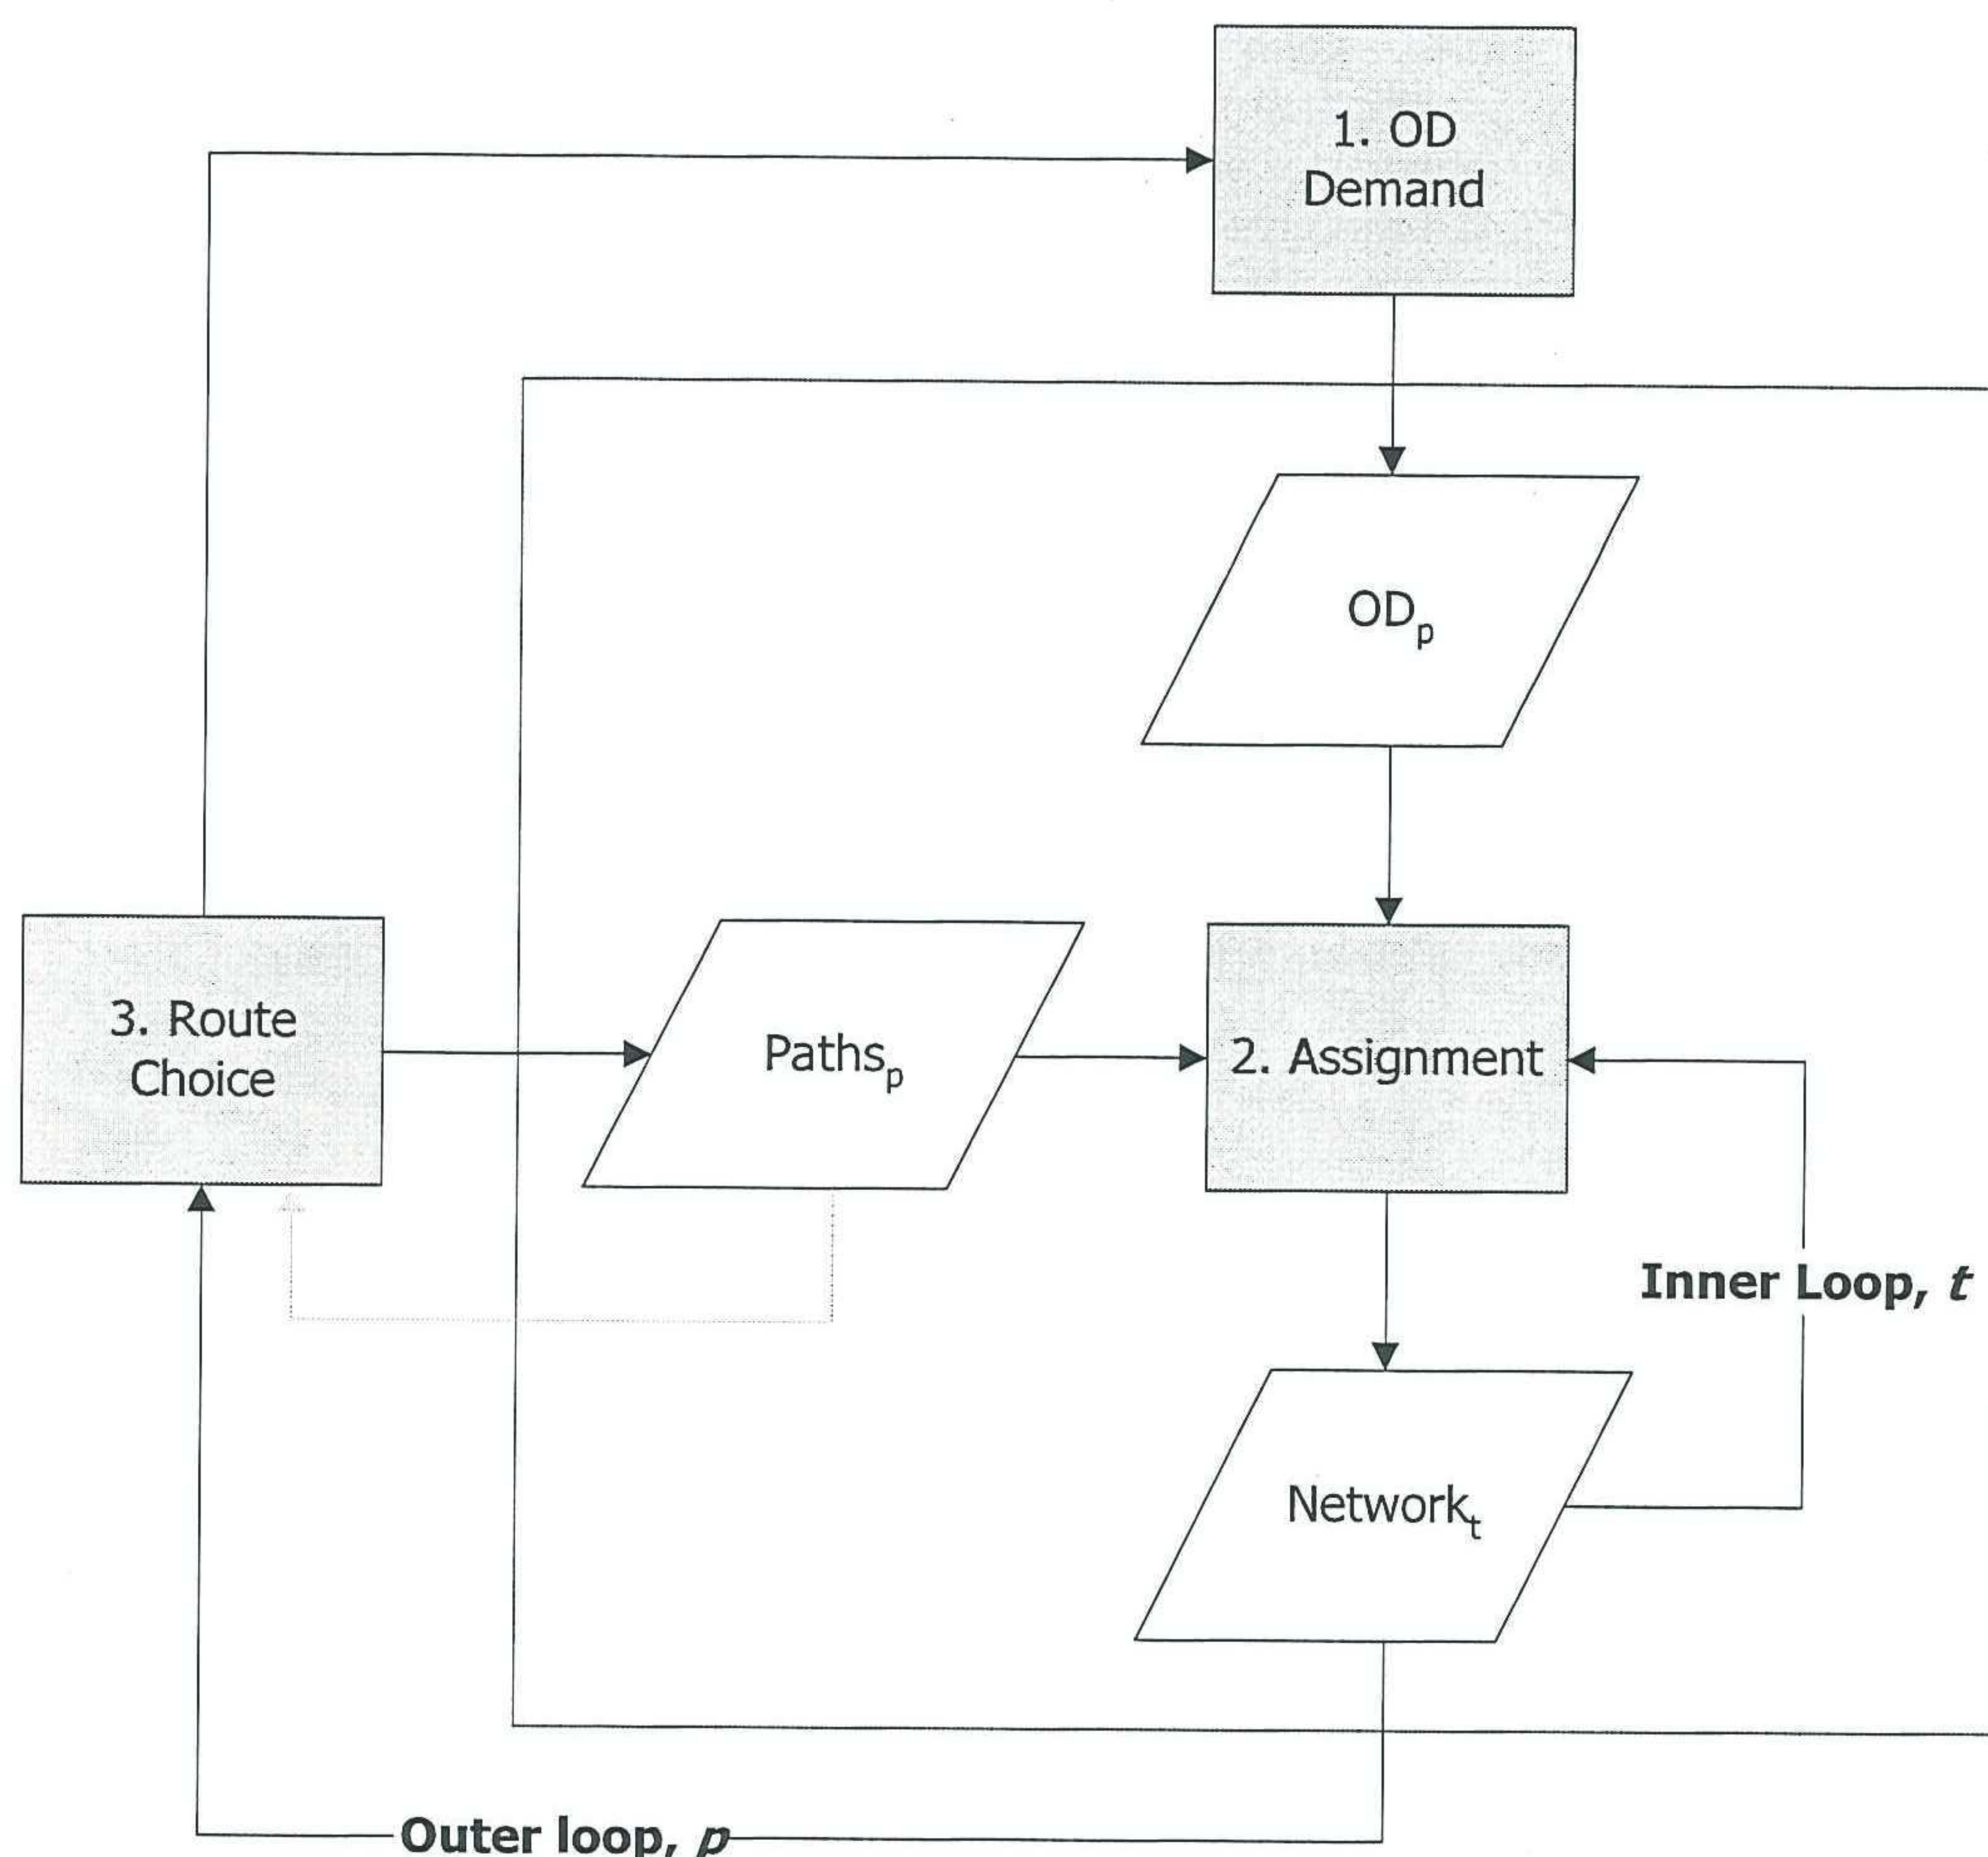 1. OD
Demand
ODₚ
3. Route
Choice
Pathsₚ
2. Assignment
Inner Loop, t
Networkₜ
Outer loop, p